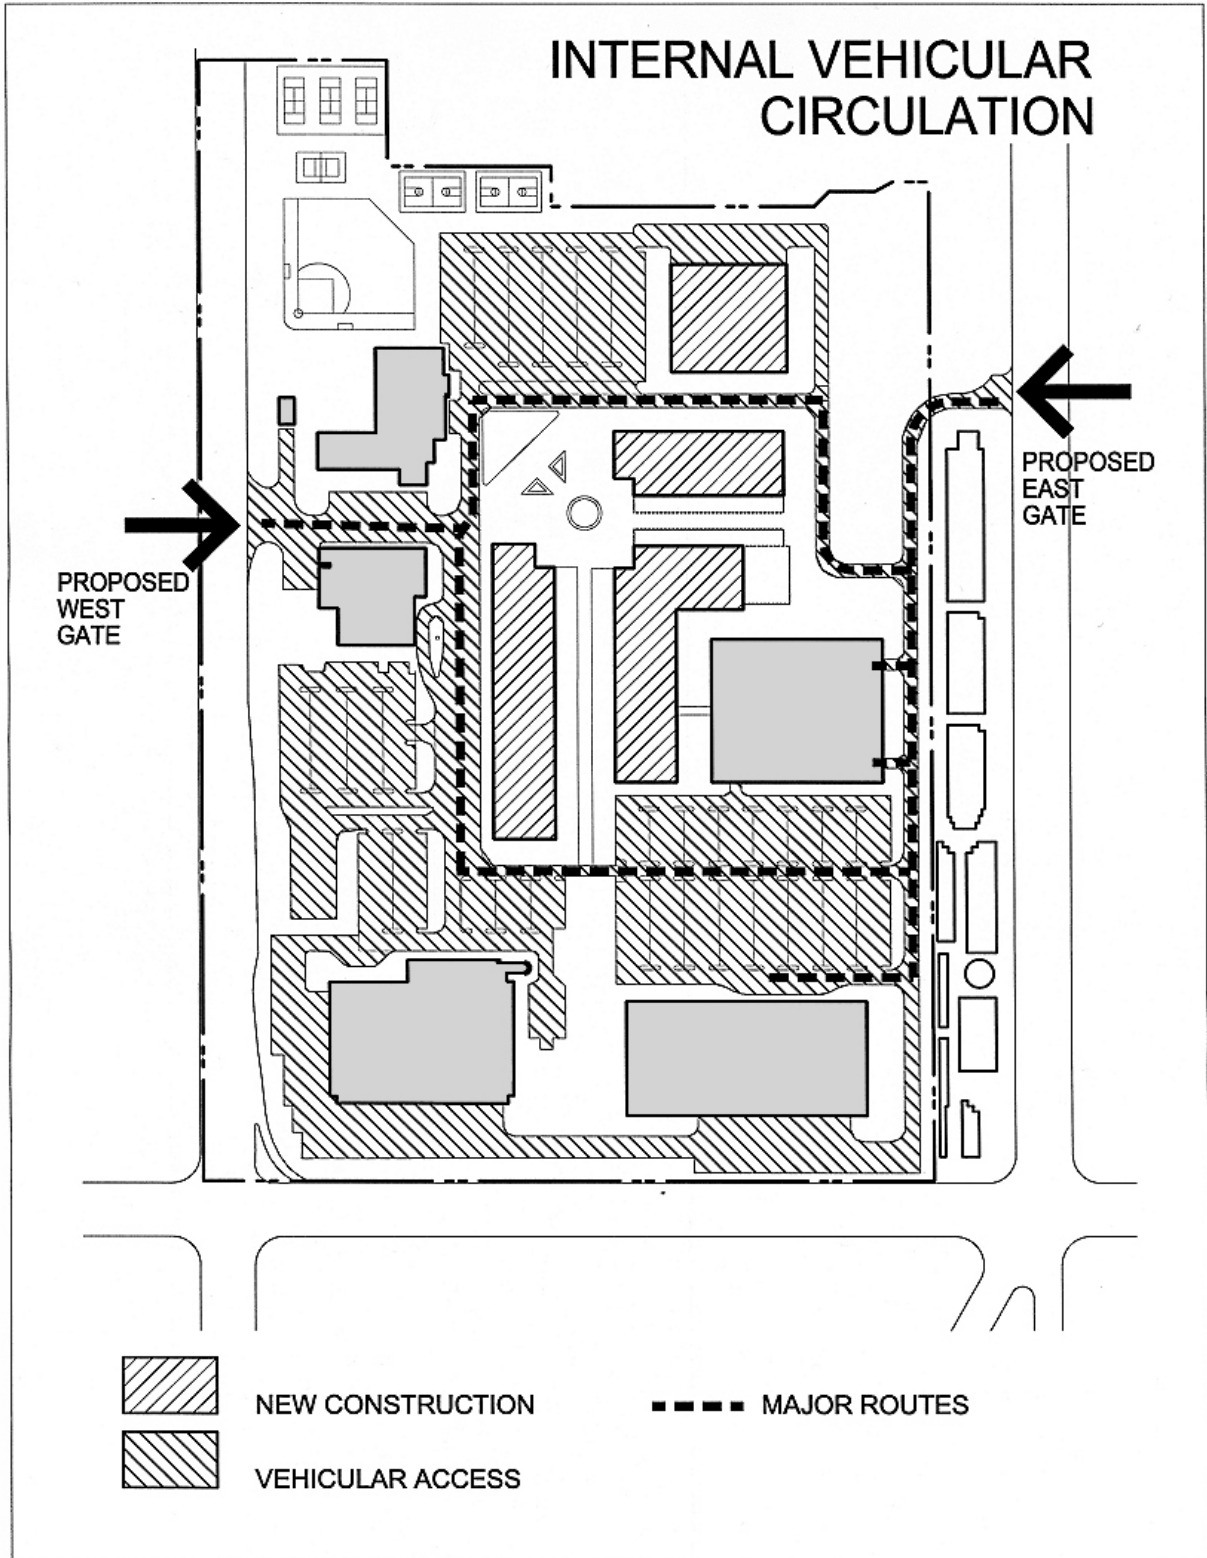 INTERNAL VEHICULAR
CIRCULATION
PROPOSED
EAST
GATE
PROPOSED
WEST
GATE
NEW CONSTRUCTION
MAJOR ROUTES
VEHICULAR ACCESS